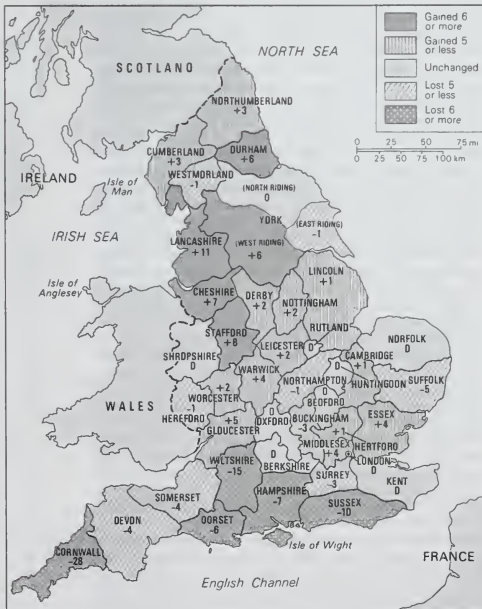 Gained 6
or more
Gained 5
or less
Unchanged
Lost 5
or less
Lost 6
or more
0 25 50 75 mi
0 25 50 75 100 km
NORTH SEA
SCOTLAND
NORTHUMBERLAND
+3
CUMBERLAND
+3
DURHAM
+6
WESTMORLAND
-1
IRELAND
Isle of
Man
(NORTH RIDING)
0
YORK
(EAST RIDING)
-1
IRISH SEA
LANCASHIRE
+11
(WEST RIDING)
+6
LINCOLN
+1
Isle of
Anglesey
CHESHIRE
+7
DERBY
+2
NOTTINGHAM
+2
STAFFORD
+8
RUTLAND
0
NORFOLK
0
SHROPSHIRE
0
LEICESTER
+2
CAMBRIDGE
+1
WARWICK
+4
NORTHAMPTON
-1
0
HUNTINGDON
SUFFOLK
-5
WALES
+2
WORCESTER
-1
HEREFORD
BEDFORD
0
OXFORD
BUCKINGHAM
-3
+1
ESSEX
+4
+5
GLOUCESTER
MIDDLESEX
+4
HERTFORD
WILTSHIRE
-15
0
BERKSHIRE
LONDON
0
SURREY
-3
KENT
0
SOMERSET
-4
HAMPSHIRE
-7
SUSSEX
-10
DEVON
-4
DORSET
-6
Isle of Wight
CORNWALL
-28
FRANCE
English Channel